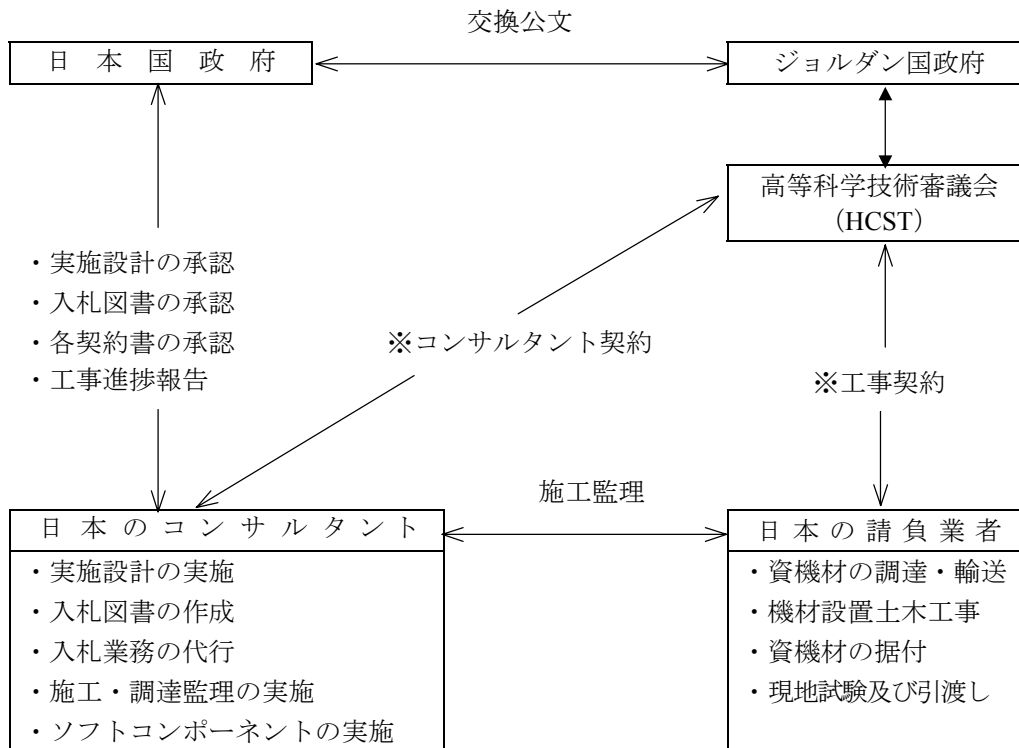 交換公文
日本国政府
ジョルダン国政府
高等科学技術審議会
(HCST)
・実施設計の承認
・入札図書の承認
・各契約書の承認
・工事進捗報告
※コンサルタント契約
※工事契約
施工監理
日本のコンサルタント
・実施設計の実施
・入札図書の作成
・入札業務の代行
・施工・調達監理の実施
・ソフトコンポーネントの実施
日本の請負業者
・資機材の調達・輸送
・機材設置土木工事
・資機材の据付
・現地試験及び引渡し